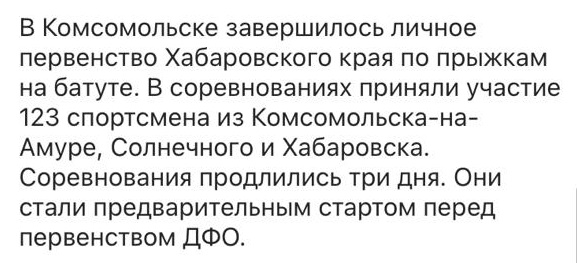 В Комсомольске завершилось личное
первенство Хабаровского края по прыжкам
на батуте. В соревнованиях приняли участие
123 спортсмена из Комсомольска-на-
Амуре, Солнечного и Хабаровска.
Соревнования продлились три дня. Они
стали предварительным стартом перед
первенством ДФО.